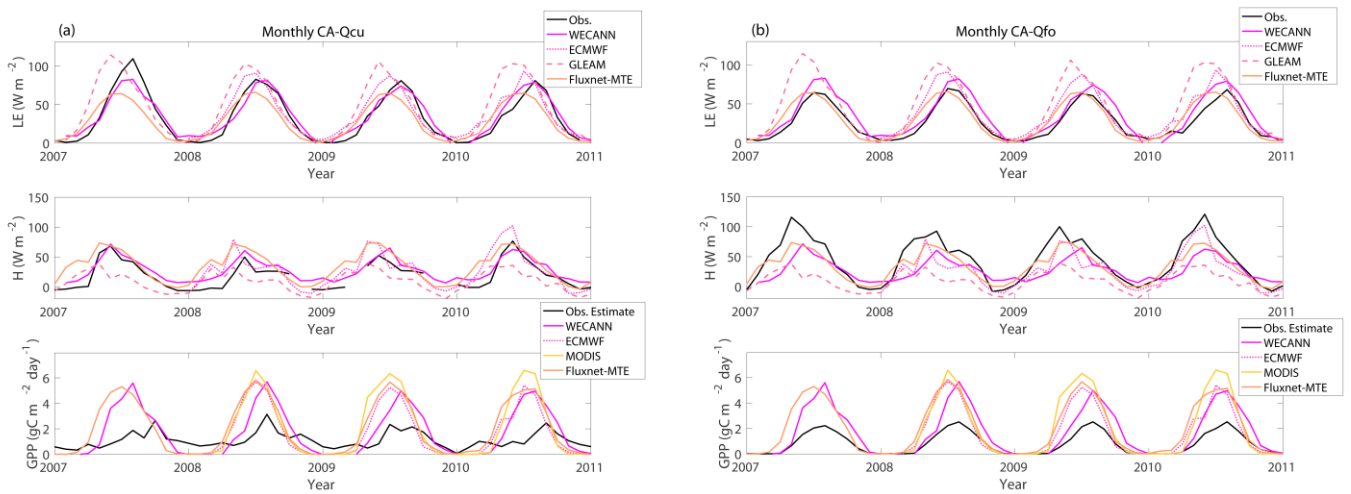 (a)
Monthly CA-Qcu
Obs.
WECANN
ECMWF
GLEAM
Fluxnet-MTE
LE (W m-2)
100
50
0
2007 2008 2009 2010 2011
Year
H (W m-2)
150
100
50
0
2007 2008 2009 2010 2011
Year
Obs. Estimate
WECANN
ECMWF
MODIS
Fluxnet-MTE
GPP (gC m-2 day-1)
6
4
2
0
2007 2008 2009 2010 2011
Year
(b)
Monthly CA-Qfo
Obs.
WECANN
ECMWF
GLEAM
Fluxnet-MTE
LE (W m-2)
100
50
0
2007 2008 2009 2010 2011
Year
H (W m-2)
150
100
50
0
2007 2008 2009 2010 2011
Year
Obs. Estimate
WECANN
ECMWF
MODIS
Fluxnet-MTE
GPP (gC m-2 day-1)
6
4
2
0
2007 2008 2009 2010 2011
Year